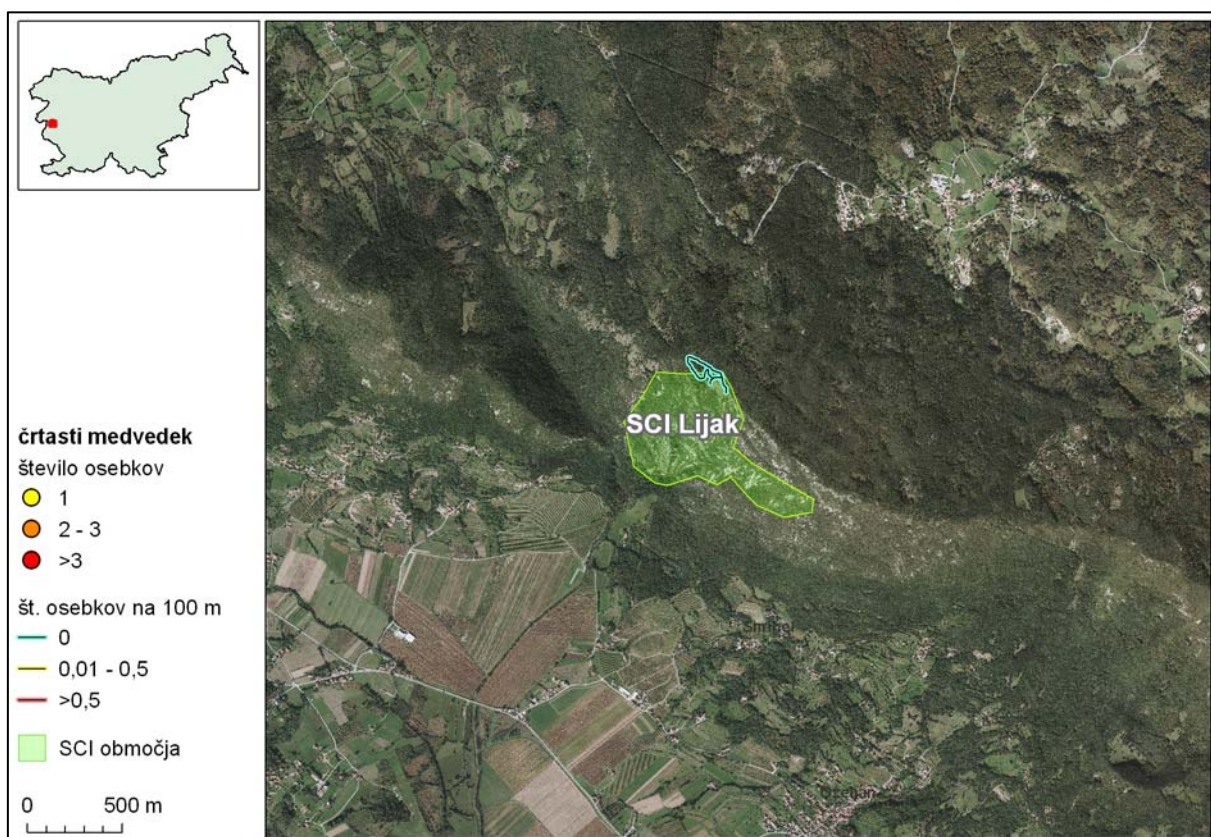 črtasti medvedek
število osebkov
1
2 - 3
>3
št. osebkov na 100 m
0
0,01 - 0,5
>0,5
SCI območja
0 500 m
SCI Lijak